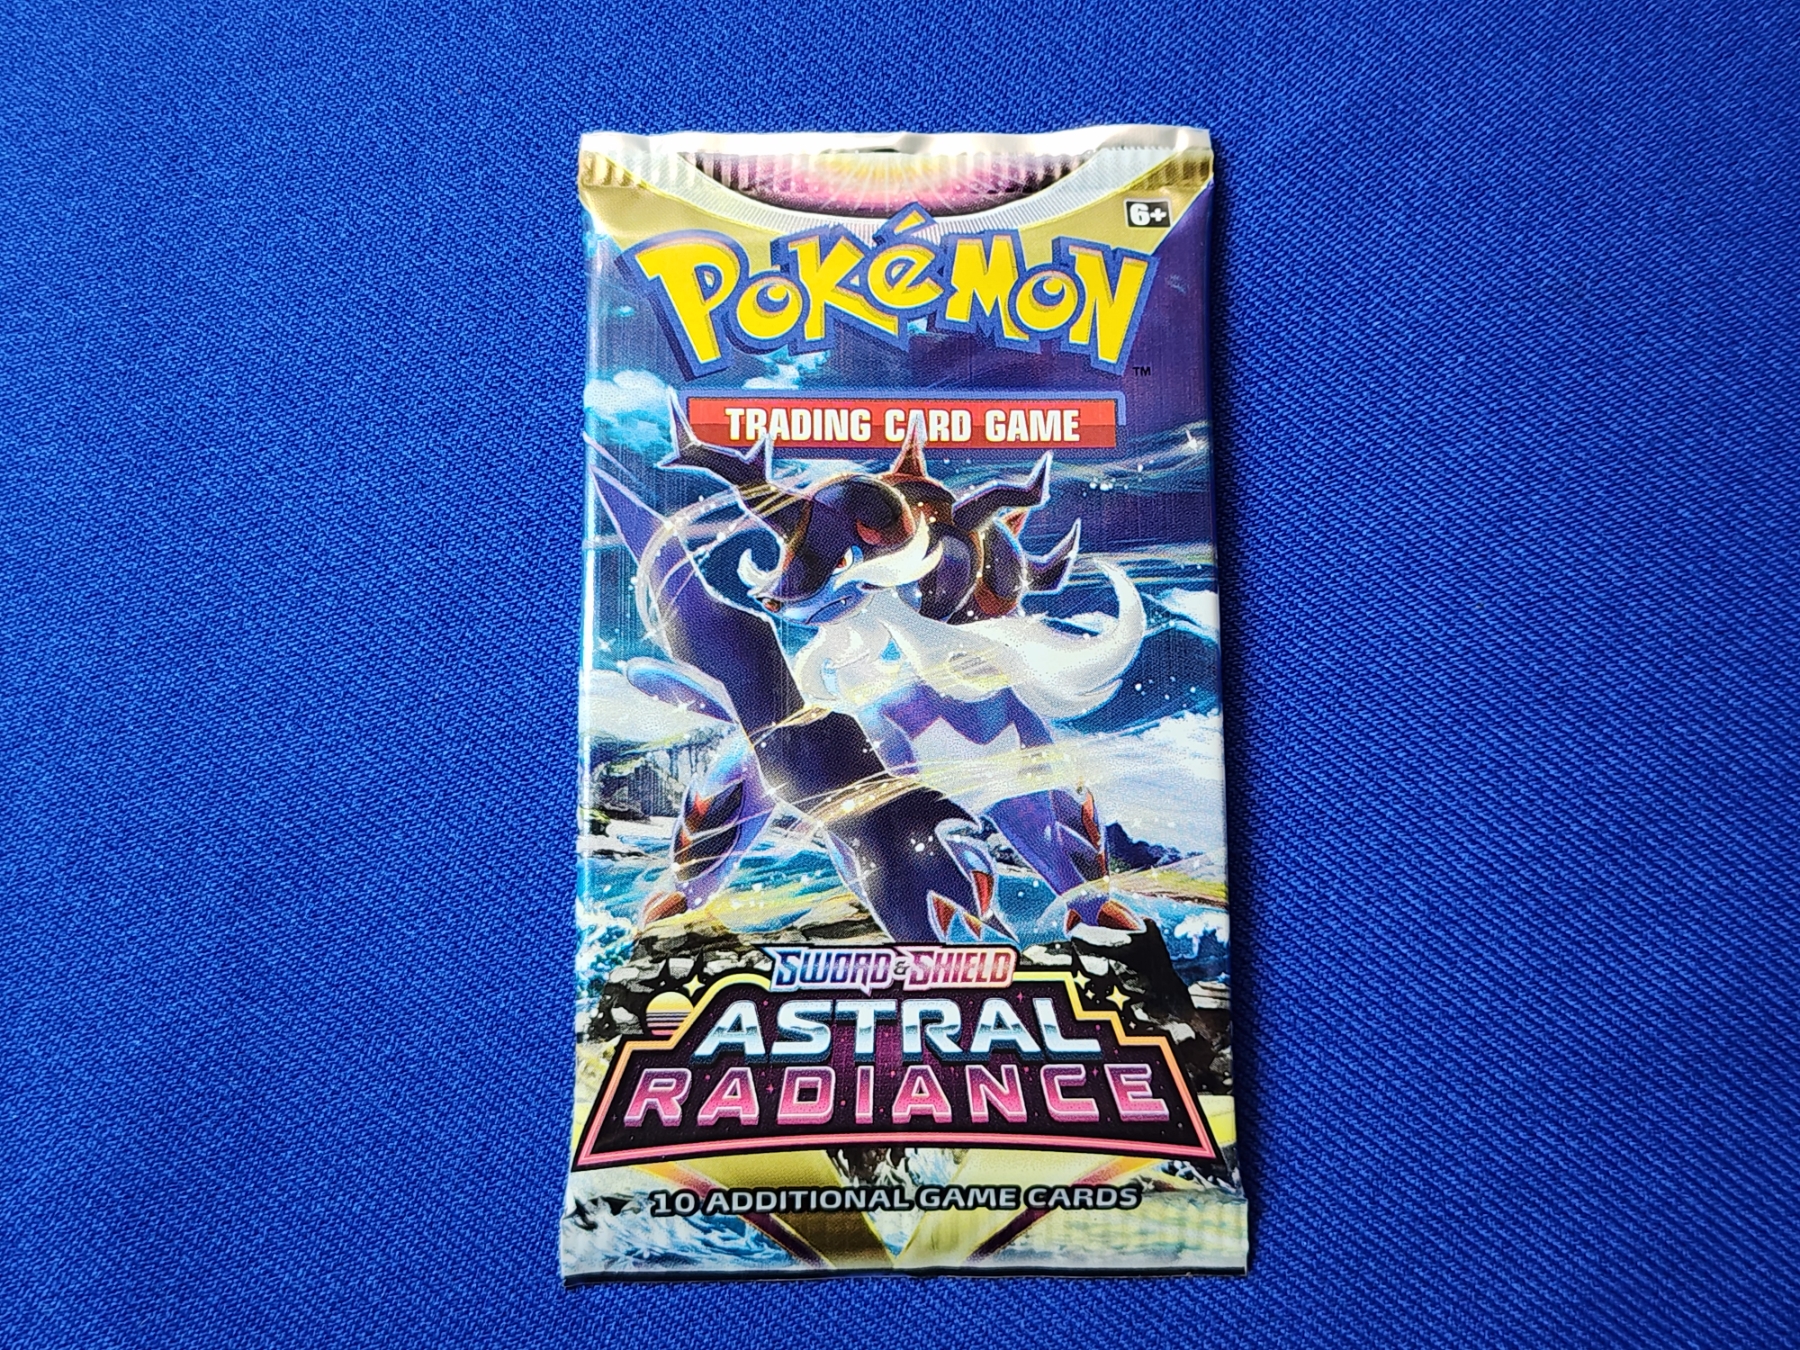 6+
POKÉMON
TM
TRADING CARD GAME
SWORD & SHIELD
ASTRAL
RADIANCE
10 ADDITIONAL GAME CARDS